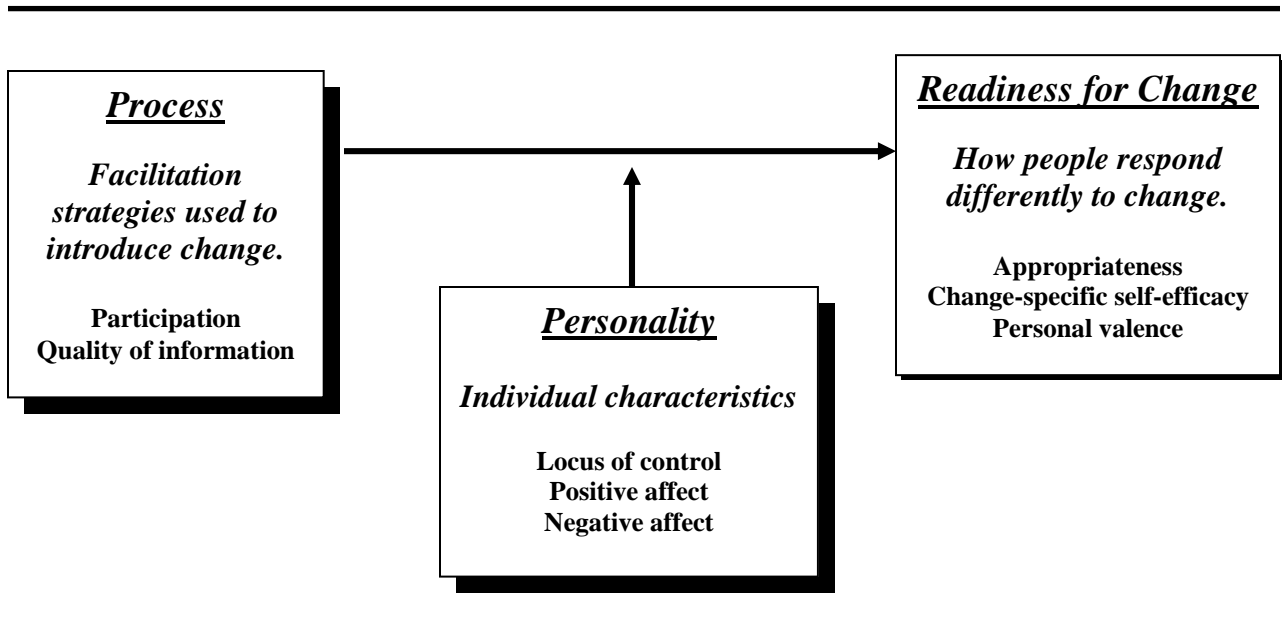 Process
Facilitation
strategies used to
introduce change.
Participation
Quality of information
Personality
Individual characteristics
Locus of control
Positive affect
Negative affect
Readiness for Change
How people respond
differently to change.
Appropriateness
Change-specific self-efficacy
Personal valence